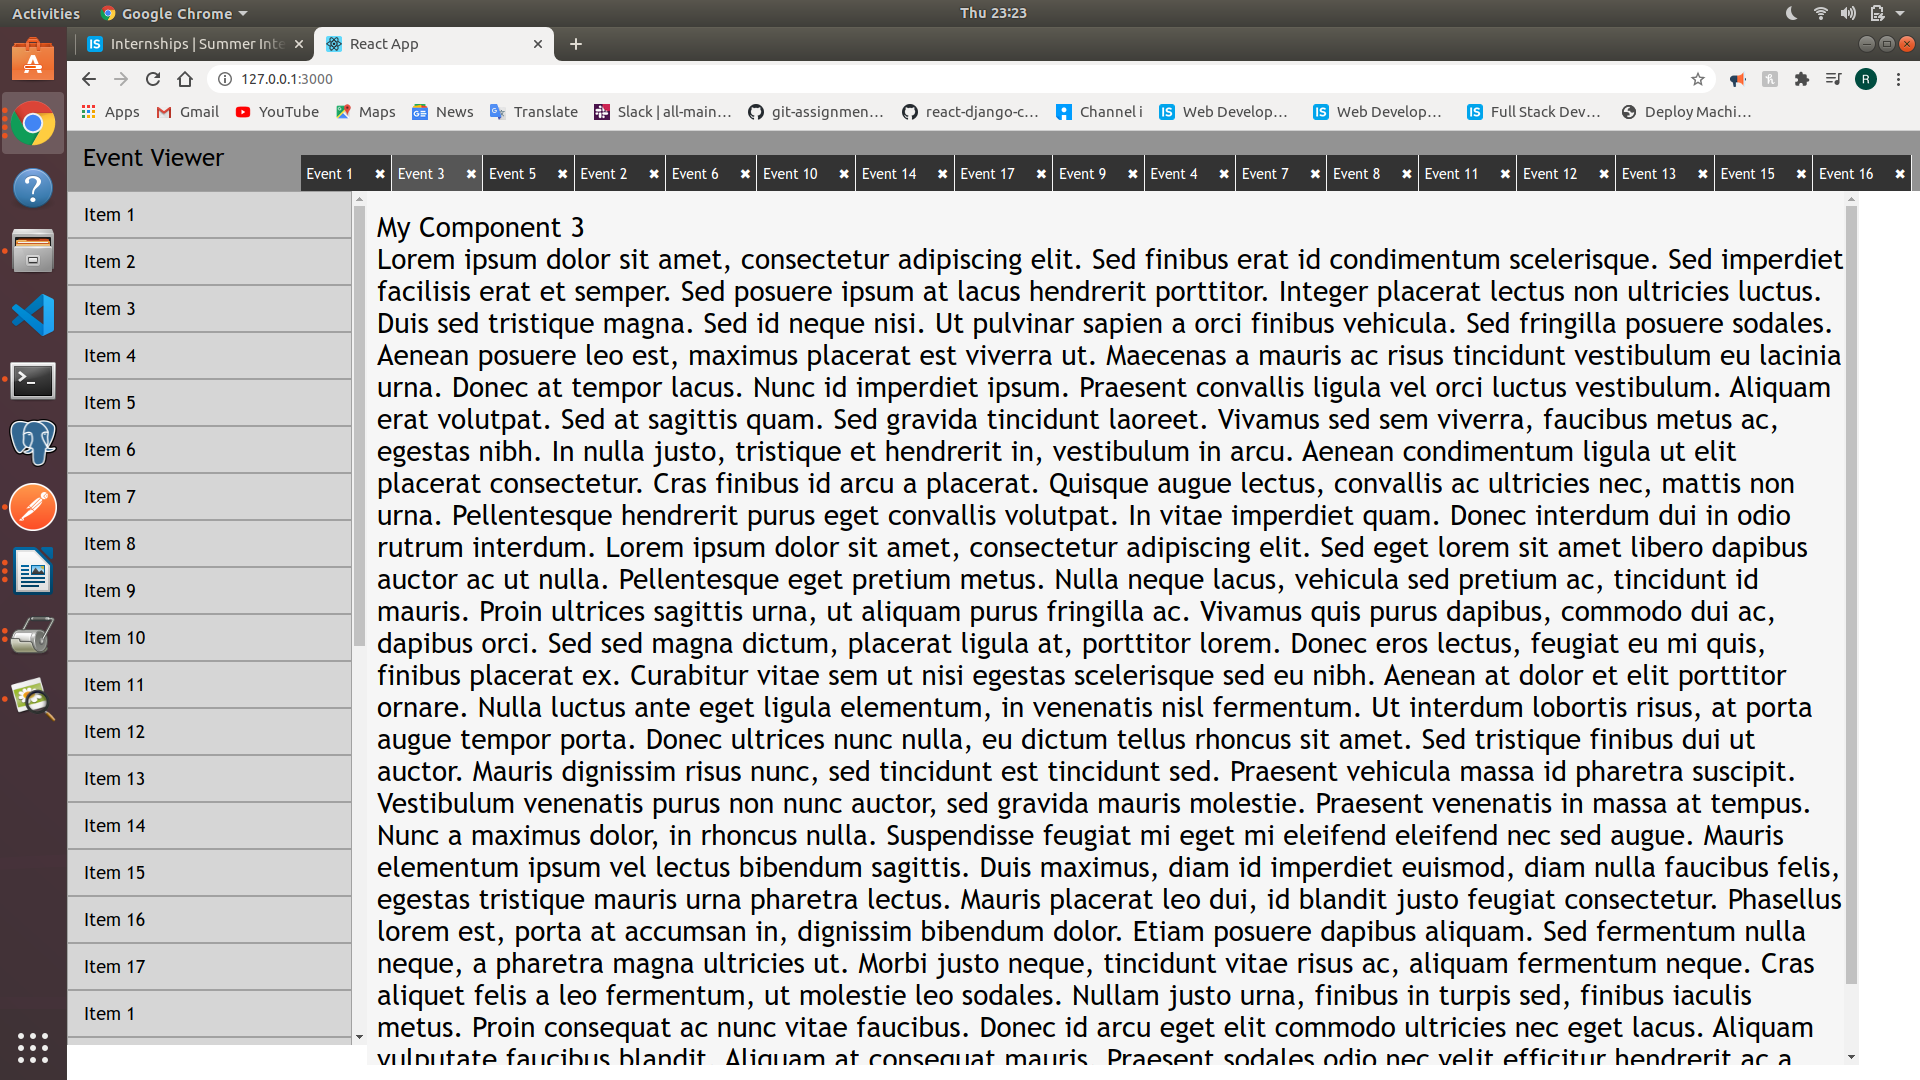 Activities
Google Chrome
Thu 23:23
Internships | Summer Inte
React App
127.0.0.1:3000
R
Apps
Gmail
YouTube
Maps
News
Translate
Slack | all-main...
git-assignmen...
react-django-c...
Channel i
Web Develop...
Web Develop...
Full Stack Dev...
Deploy Machi...
Event Viewer
Event 1
Event 3
Event 5
Event 2
Event 6
Event 10
Event 14
Event 17
Event 9
Event 4
Event 7
Event 8
Event 11
Event 12
Event 13
Event 15
Event 16
Item 1
Item 2
Item 3
Item 4
Item 5
Item 6
Item 7
Item 8
Item 9
Item 10
Item 11
Item 12
Item 13
Item 14
Item 15
Item 16
Item 17
Item 1
My Component 3
Lorem ipsum dolor sit amet, consectetur adipiscing elit. Sed finibus erat id condimentum scelerisque. Sed imperdiet
facilisis erat et semper. Sed posuere ipsum at lacus hendrerit porttitor. Integer placerat lectus non ultricies luctus.
Duis sed tristique magna. Sed id neque nisi. Ut pulvinar sapien a orci finibus vehicula. Sed fringilla posuere sodales.
Aenean posuere leo est, maximus placerat est viverra ut. Maecenas a mauris ac risus tincidunt vestibulum eu lacinia
urna. Donec at tempor lacus. Nunc id imperdiet ipsum. Praesent convallis ligula vel orci luctus vestibulum. Aliquam
erat volutpat. Sed at sagittis quam. Sed gravida tincidunt laoreet. Vivamus sed sem viverra, faucibus metus ac,
egestas nibh. In nulla justo, tristique et hendrerit in, vestibulum in arcu. Aenean condimentum ligula ut elit
placerat consectetur. Cras finibus id arcu a placerat. Quisque augue lectus, convallis ac ultricies nec, mattis non
urna. Pellentesque hendrerit purus eget convallis volutpat. In vitae imperdiet quam. Donec interdum dui in odio
rutrum interdum. Lorem ipsum dolor sit amet, consectetur adipiscing elit. Sed eget lorem sit amet libero dapibus
auctor ac ut nulla. Pellentesque eget pretium metus. Nulla neque lacus, vehicula sed pretium ac, tincidunt id
mauris. Proin ultrices sagittis urna, ut aliquam purus fringilla ac. Vivamus quis purus dapibus, commodo dui ac,
dapibus orci. Sed sed magna dictum, placerat ligula at, porttitor lorem. Donec eros lectus, feugiat eu mi quis,
finibus placerat ex. Curabitur vitae sem ut nisi egestas scelerisque sed eu nibh. Aenean at dolor et elit porttitor
ornare. Nulla luctus ante eget ligula elementum, in venenatis nisl fermentum. Ut interdum lobortis risus, at porta
augue tempor porta. Donec ultrices nunc nulla, eu dictum tellus rhoncus sit amet. Sed tristique finibus dui ut
auctor. Mauris dignissim risus nunc, sed tincidunt est tincidunt sed. Praesent vehicula massa id pharetra suscipit.
Vestibulum venenatis purus non nunc auctor, sed gravida mauris molestie. Praesent venenatis in massa at tempus.
Nunc a maximus dolor, in rhoncus nulla. Suspendisse feugiat mi eget mi eleifend eleifend nec sed augue. Mauris
elementum ipsum vel lectus bibendum sagittis. Duis maximus, diam id imperdiet euismod, diam nulla faucibus felis,
egestas tristique mauris urna pharetra lectus. Mauris placerat leo dui, id blandit justo feugiat consectetur. Phasellus
lorem est, porta at accumsan in, dignissim bibendum dolor. Etiam posuere dapibus aliquam. Sed fermentum nulla
neque, a pharetra magna ultricies ut. Morbi justo neque, tincidunt vitae risus ac, aliquam fermentum neque. Cras
aliquet felis a leo fermentum, ut molestie leo sodales. Nullam justo urna, finibus in turpis sed, finibus iaculis
metus. Proin consequat ac nunc vitae faucibus. Donec id arcu eget elit commodo ultricies nec eget lacus. Aliquam
vulputate faucibus blandit. Aliquam at consequat mauris. Praesent sodales odio nec velit efficitur hendrerit ac a